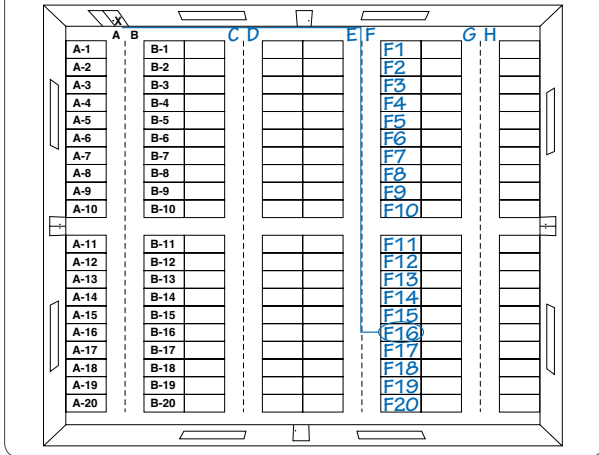 X
A B C D E F G H
A-1 B-1 F1
A-2 B-2 F2
A-3 B-3 F3
A-4 B-4 F4
A-5 B-5 F5
A-6 B-6 F6
A-7 B-7 F7
A-8 B-8 F8
A-9 B-9 F9
A-10 B-10 F10
A-11 B-11 F11
A-12 B-12 F12
A-13 B-13 F13
A-14 B-14 F14
A-15 B-15 F15
A-16 B-16 F16
A-17 B-17 F17
A-18 B-18 F18
A-19 B-19 F19
A-20 B-20 F20